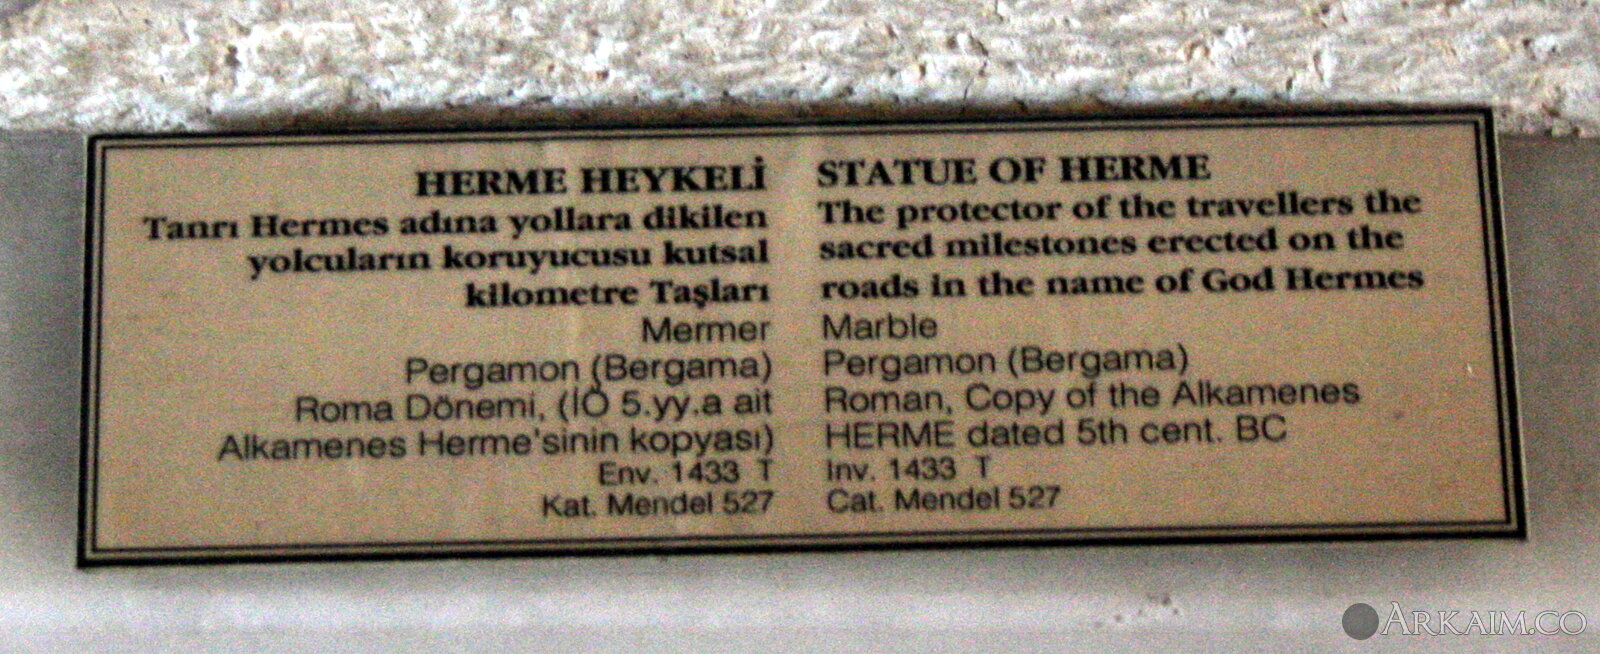 HERME HEYKELİ
Tanrı Hermes adına yollara dikilen
yolcuların koruyucusu kutsal
kilometre Taşları
Mermer
Pergamon (Bergama)
Roma Dönemi, (İÖ 5.yy.a ait
Alkamenes Herme'sinin kopyası)
Env. 1433 T
Kat. Mendel 527
STATUE OF HERME
The protector of the travellers the
sacred milestones erected on the
roads in the name of God Hermes
Marble
Pergamon (Bergama)
Roman, Copy of the Alkamenes
HERME dated 5th cent. BC
Inv. 1433 T
Cat. Mendel 527
ARKAIM.CO